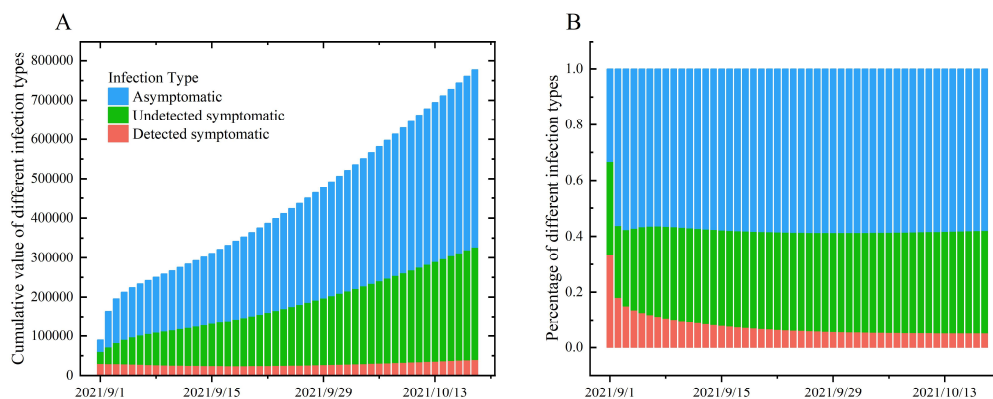 A
Cumulative value of different infection types
800000
700000
600000
500000
400000
300000
200000
100000
0
Infection Type
Asymptomatic
Undetected symptomatic
Detected symptomatic
2021/9/1
2021/9/15
2021/9/29
2021/10/13
B
Percentage of different infection types
1.0
0.8
0.6
0.4
0.2
0.0
2021/9/1
2021/9/15
2021/9/29
2021/10/13